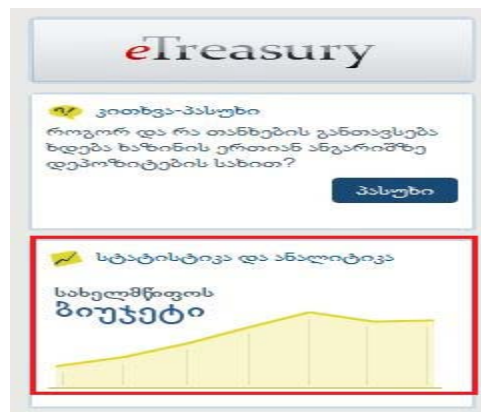 eTreasury
კითხვა-პასუხი
როგორ და რა თანხების განთავსება
ხდება ხაზინის ერთიან ანგარიშზე
დეპოზიტების სახით?
პასუხი
სტატისტიკა და ანალიტიკა
სახელმწიფოს
ბიუჯეტი